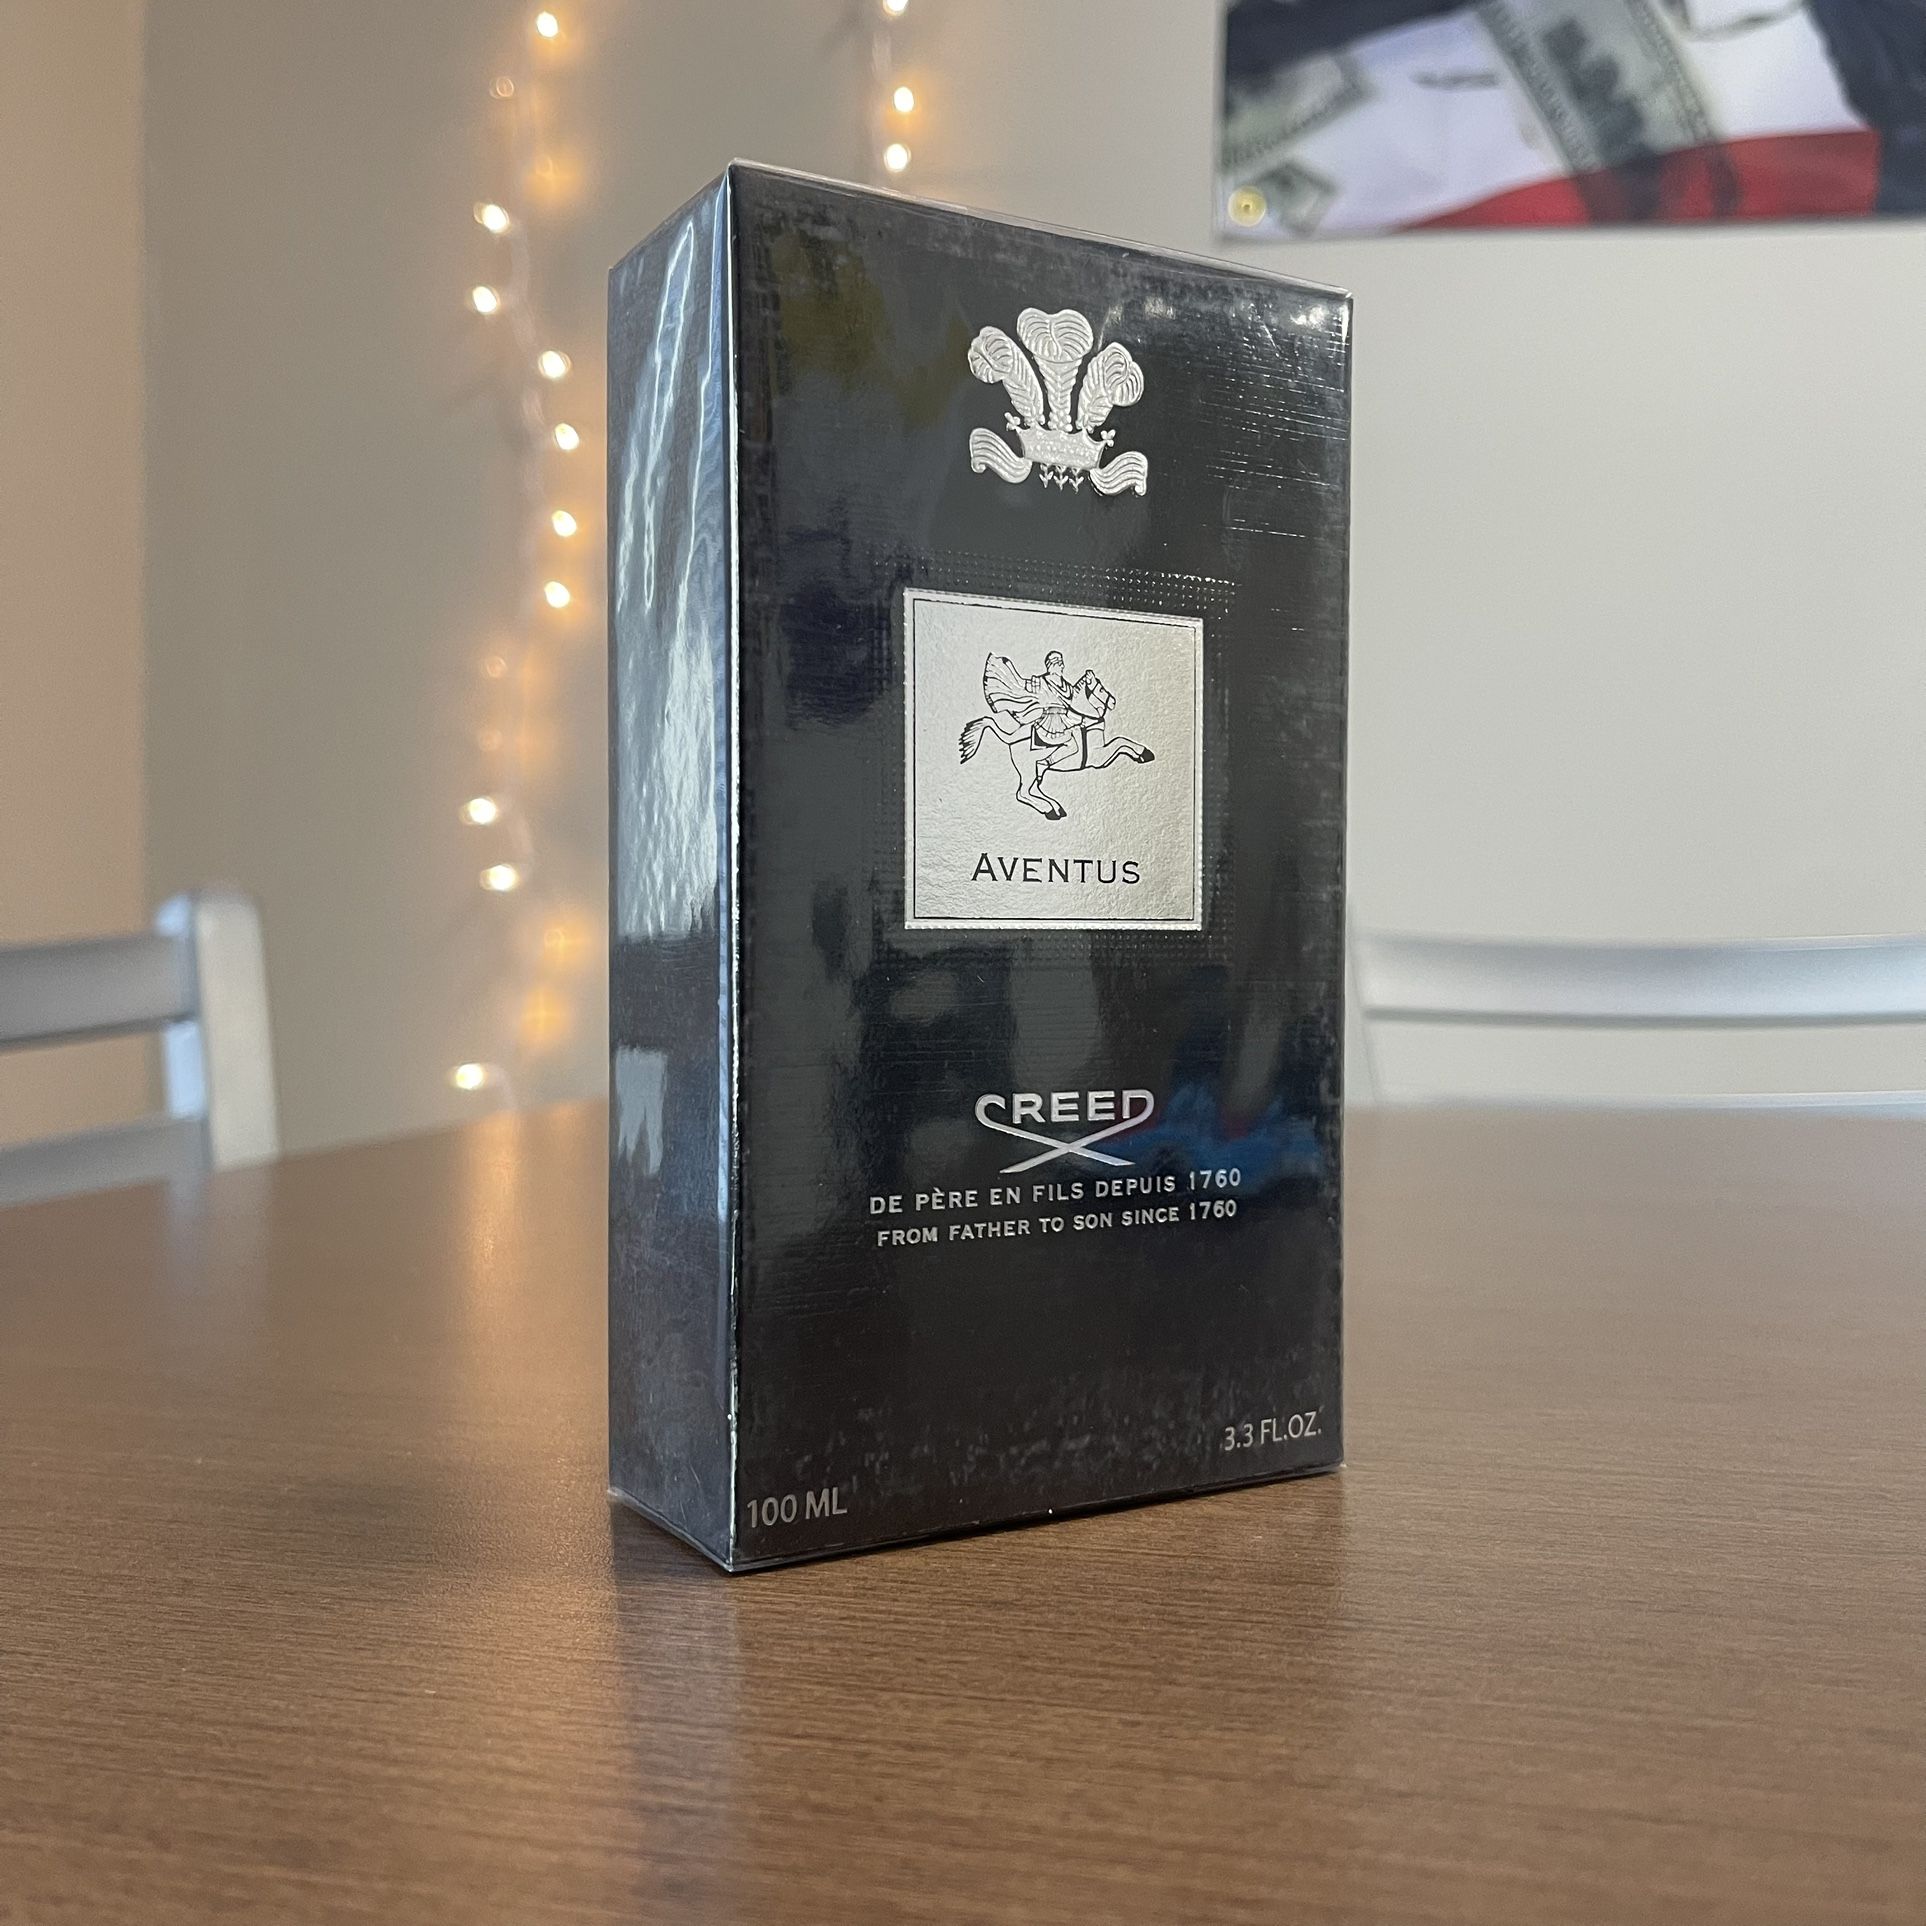 AVENTUS
CREED
DE PÈRE EN FILS DEPUIS 1760
FROM FATHER TO SON SINCE 1760
3.3 FL.OZ.
100 ML